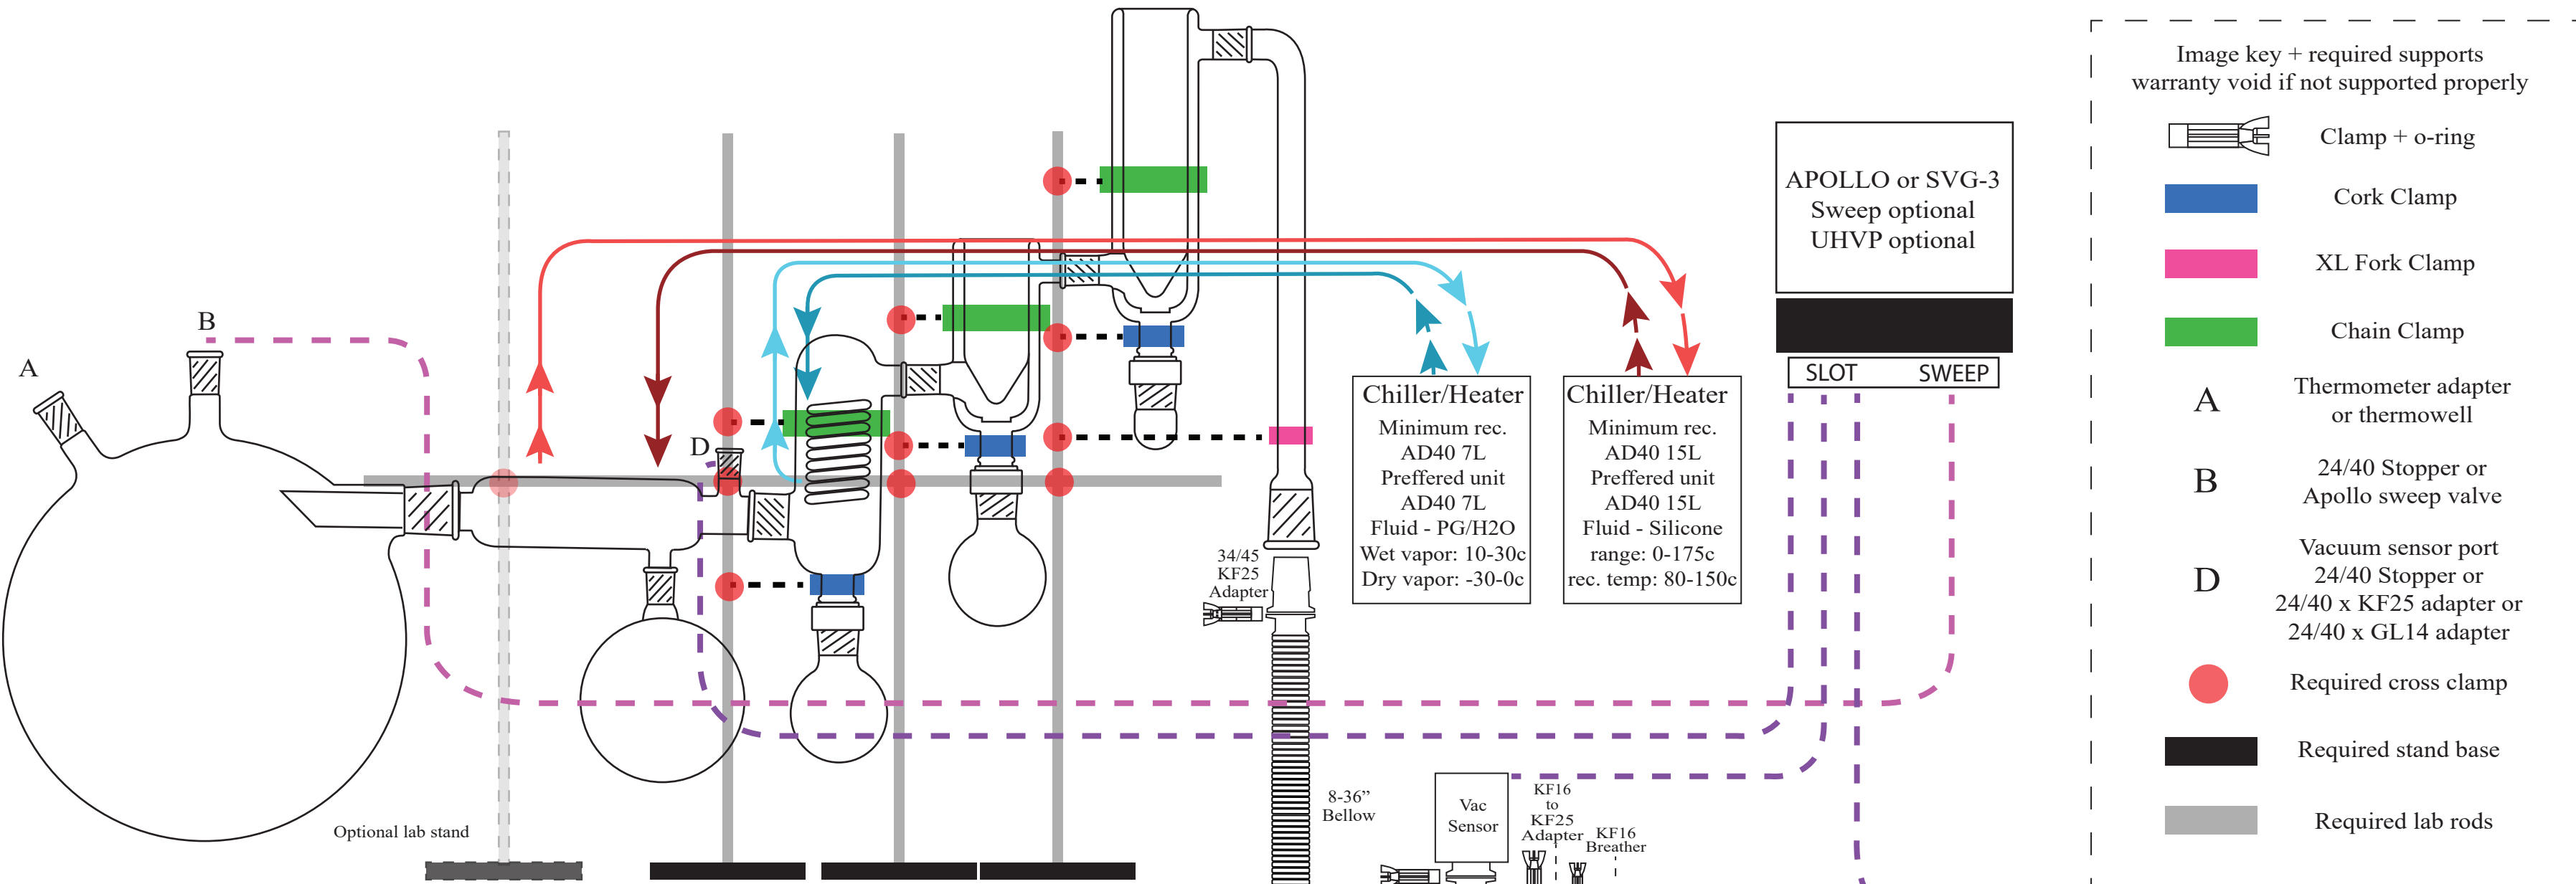 A
B
D
Optional lab stand
34/45
KF25
Adapter
8-36”
Bellow
Chiller/Heater
Minimum rec.
AD40 7L
Preffered unit
AD40 7L
Fluid - PG/H2O
Wet vapor: 10-30c
Dry vapor: -30-0c
Chiller/Heater
Minimum rec.
AD40 15L
Preffered unit
AD40 15L
Fluid - Silicone
range: 0-175c
rec. temp: 80-150c
Vac
Sensor
KF16
to
KF25
Adapter
KF16
Breather
APOLLO or SVG-3
Sweep optional
UHVP optional
SLOT SWEEP
Image key + required supports
warranty void if not supported properly
Clamp + o-ring
Cork Clamp
XL Fork Clamp
Chain Clamp
A
Thermometer adapter
or thermowell
B
24/40 Stopper or
Apollo sweep valve
D
Vacuum sensor port
24/40 Stopper or
24/40 x KF25 adapter or
24/40 x GL14 adapter
Required cross clamp
Required stand base
Required lab rods